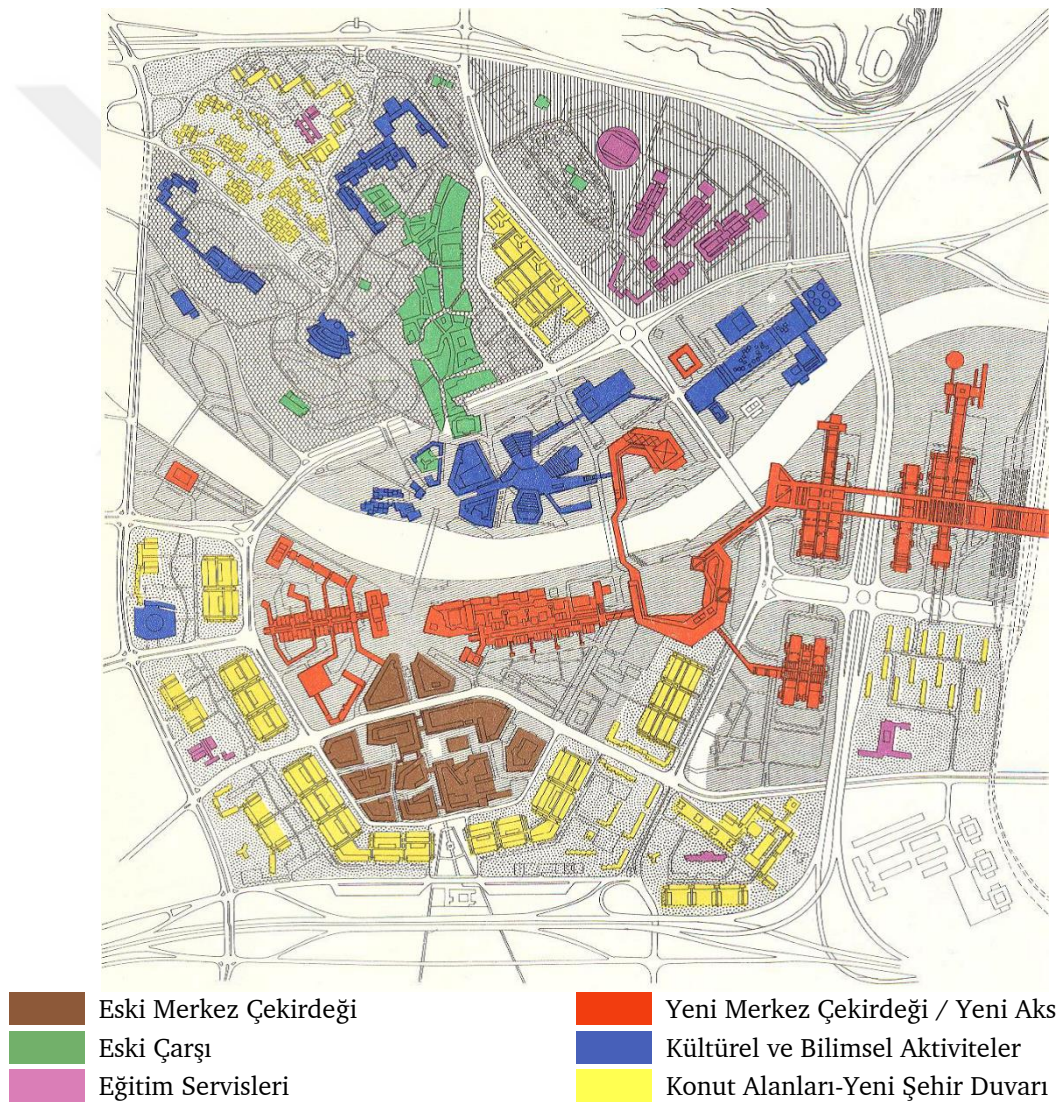 N
Eski Merkez Çekirdeği
Eski Çarşı
Eğitim Servisleri
Yeni Merkez Çekirdeği / Yeni Aks
Kültürel ve Bilimsel Aktiviteler
Konut Alanları-Yeni Şehir Duvarı